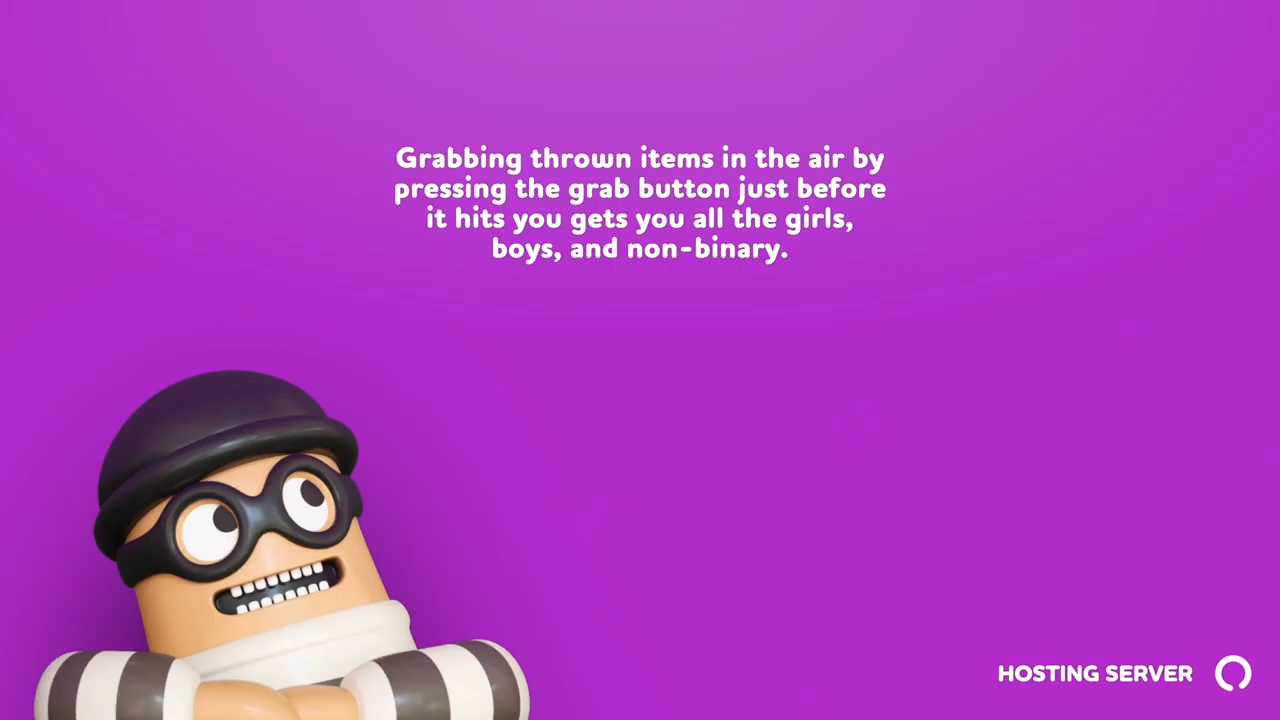 Grabbing thrown items in the air by
pressing the grab button just before
it hits you gets you all the girls,
boys, and non-binary.
HOSTING SERVER